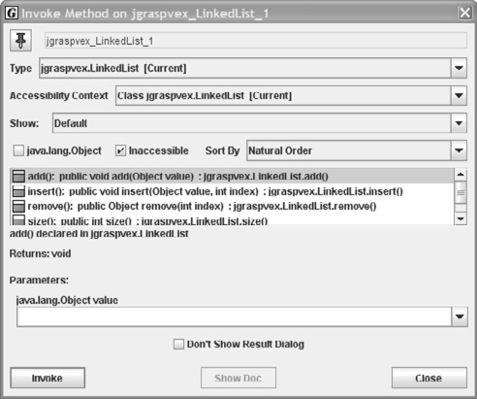 G Invoke Method on jgraspvex_LinkedList_1
jgraspvex_LinkedList_1
Type jgraspvex.LinkedList [Current]
Accessibility Context Class jgraspvex.LinkedList [Current]
Show: Default
java.lang.Object Inaccessible Sort By Natural Order
add(): public void add(Object value) : jgraspvex.LinkedList.add()
insert(): public void insert(Object value, int index) : jgraspvex.LinkedList.insert()
remove(): public Object remove(int index) : jgraspvex.LinkedList.remove()
size(): public int size() : jgraspvex.LinkedList.size()
add() declared in jgraspvex.LinkedList
Returns: void
Parameters:
java.lang.Object value
Don't Show Result Dialog
Invoke Show Doc Close